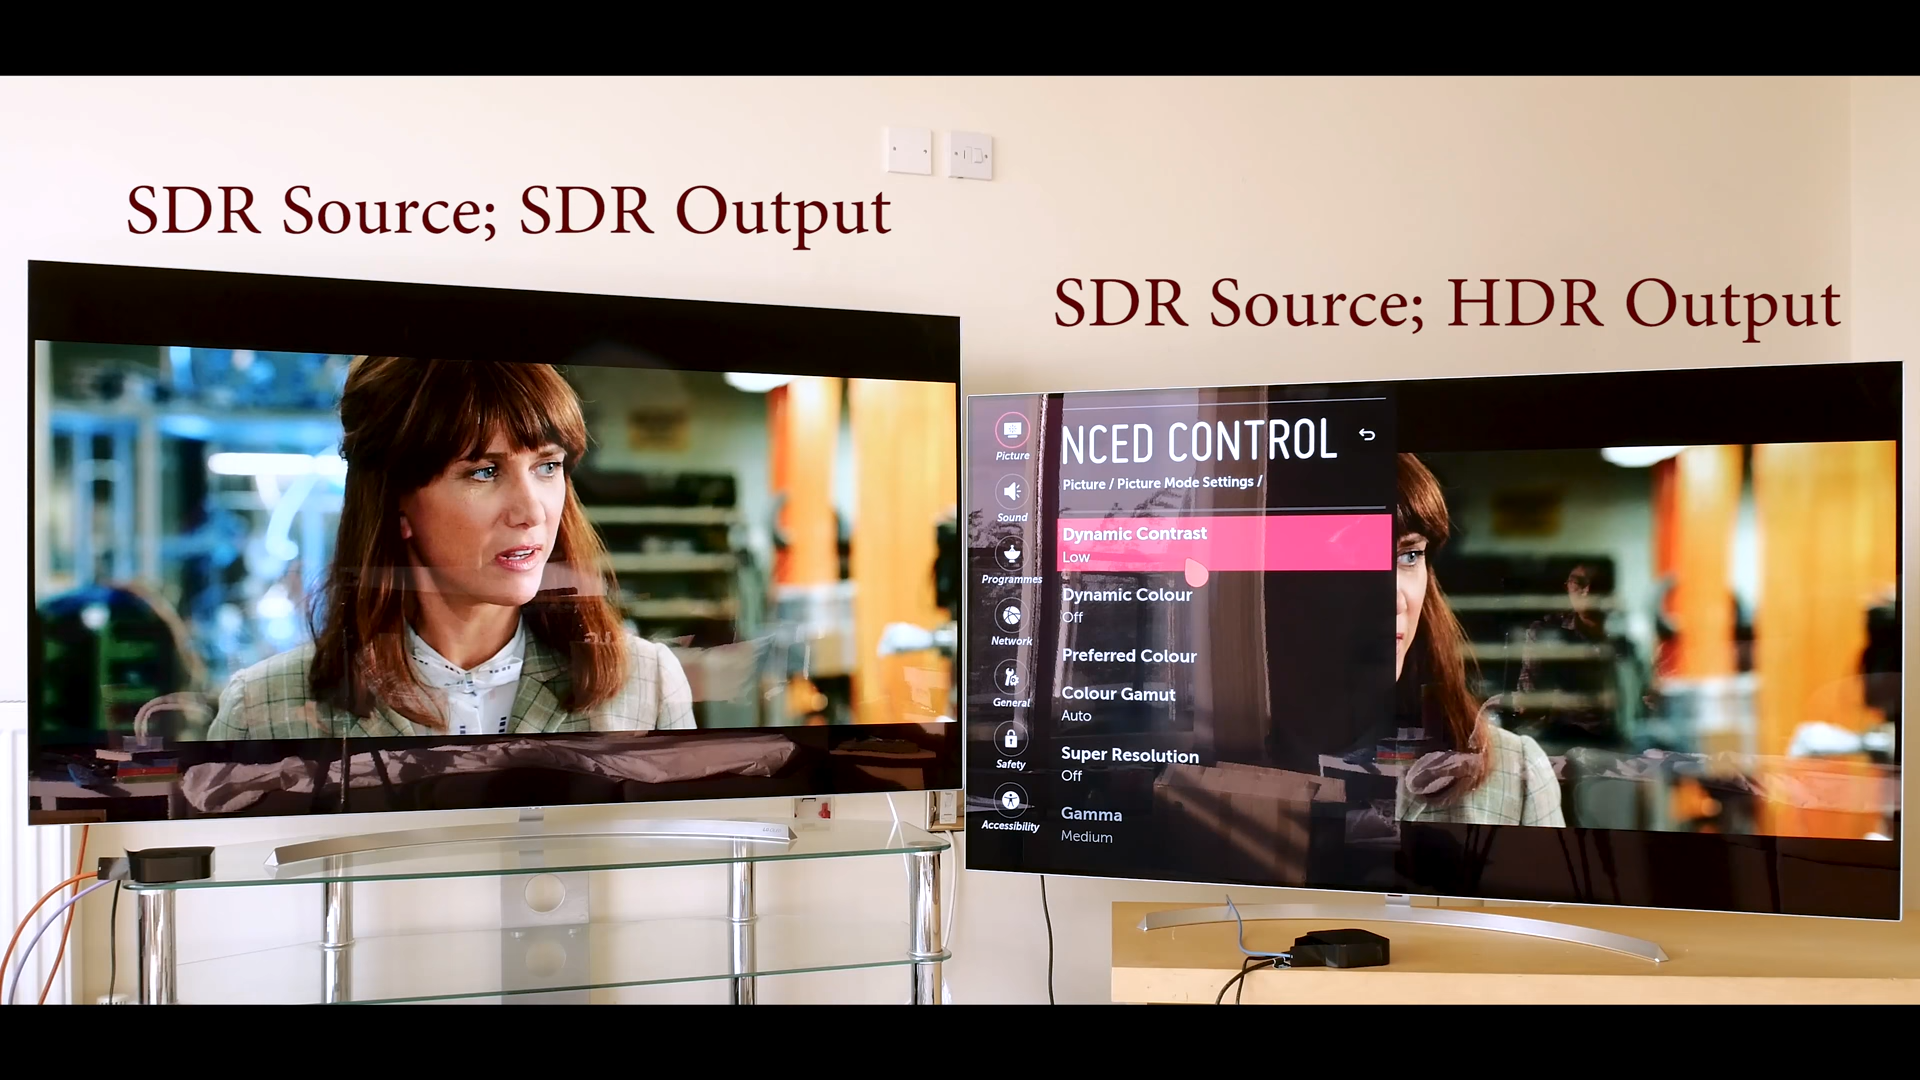 SDR Source; SDR Output
SDR Source; HDR Output
Picture
Sound
Programmes
Network
General
Safety
Accessibility
NCED CONTROL
Picture / Picture Mode Settings /
Dynamic Contrast
Low
Dynamic Colour
Off
Preferred Colour
Colour Gamut
Auto
Super Resolution
Off
Gamma
Medium